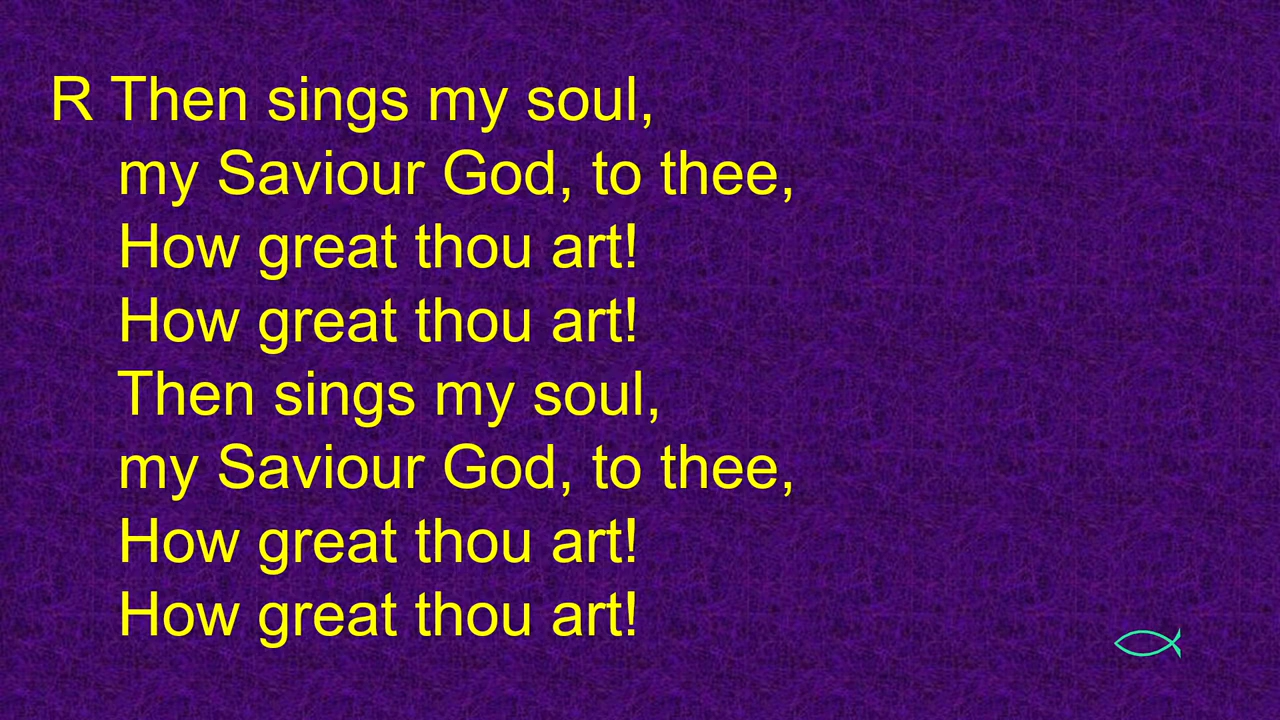 R Then sings my soul,
my Saviour God, to thee,
How great thou art!
How great thou art!
Then sings my soul,
my Saviour God, to thee,
How great thou art!
How great thou art!